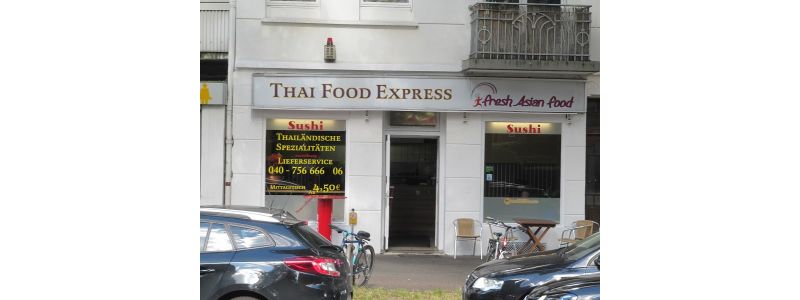 THAI FOOD EXPRESS
fresh Asian food
Sushi
THAILÄNDISCHE
SPEZIALITÄTEN
LIEFERSERVICE
040 - 756 666 06
MITTAGSTISCH
4,50€
Sushi